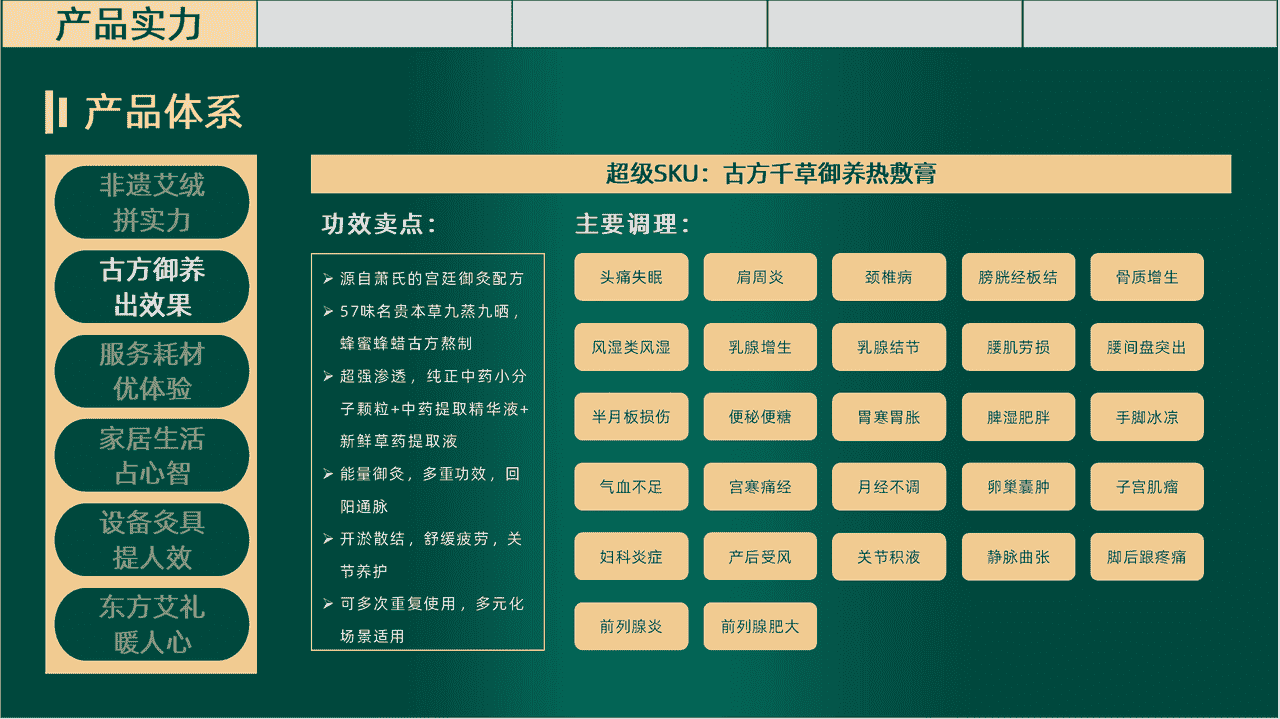 产品实力
产品体系
非遗艾绒
拼实力
古方御养
出效果
服务耗材
优体验
家居生活
占心智
设备灸具
提人效
东方艾礼
暖人心
超级SKU：古方千草御养热敷膏
功效卖点：
➢ 源自萧氏的宫廷御灸配方
➢ 57味名贵本草九蒸九晒，
蜂蜜蜂蜡古方熬制
➢ 超强渗透，纯正中药小分
子颗粒+中药提取精华液+
新鲜草药提取液
➢ 能量御灸，多重功效，回
阳通脉
➢ 开淤散结，舒缓疲劳，关
节养护
➢ 可多次重复使用，多元化
场景适用
主要调理：
头痛失眠 肩周炎 颈椎病 膀胱经板结 骨质增生
风湿类风湿 乳腺增生 乳腺结节 腰肌劳损 腰间盘突出
半月板损伤 便秘便糖 胃寒胃胀 脾湿肥胖 手脚冰凉
气血不足 宫寒痛经 月经不调 卵巢囊肿 子宫肌瘤
妇科炎症 产后受风 关节积液 静脉曲张 脚后跟疼痛
前列腺炎 前列腺肥大